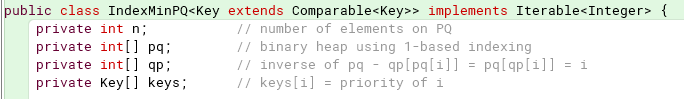 public class IndexMinPQ<Key extends Comparable<Key>> implements Iterable<Integer> {
    private int n;           // number of elements on PQ
    private int[] pq;        // binary heap using 1-based indexing
    private int[] qp;        // inverse of pq - qp[pq[i]] = pq[qp[i]] = i
    private Key[] keys;      // keys[i] = priority of i